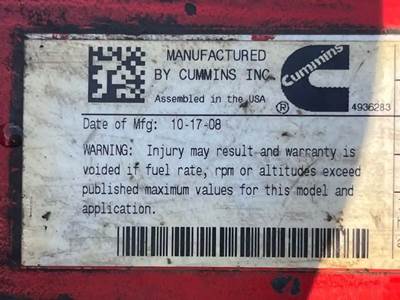 MANUFACTURED
BY CUMMINS INC.
Assembled in the USA
Cummins
®
4936283
Date of Mfg: 10-17-08
WARNING: Injury may result and warranty is
voided if fuel rate, rpm or altitudes exceed
published maximum values for this model and
application.